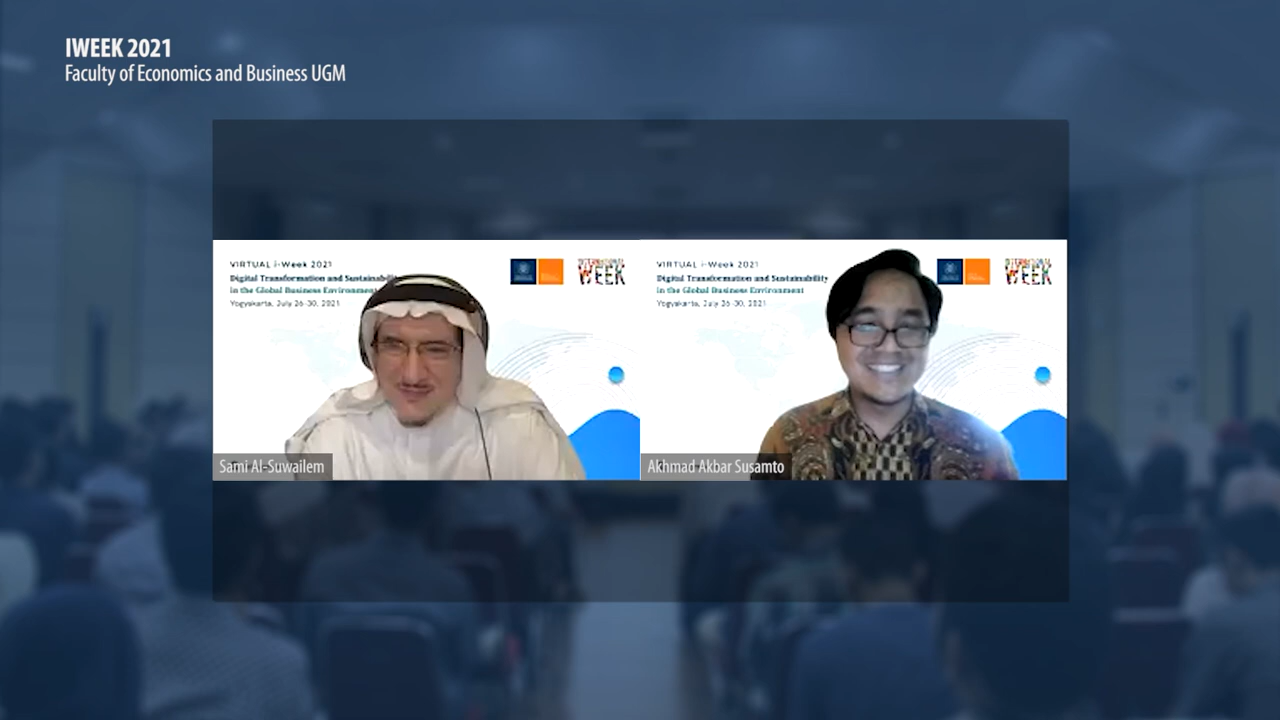 IWEEK 2021
Faculty of Economics and Business UGM
VIRTUAL i-Week 2021
Digital Transformation and Sustainability
in the Global Business Environment
Yogyakarta, July 26-30, 2021
INTERNATIONAL
WEEK
Sami Al-Suwailem
VIRTUAL i-Week 2021
Digital Transformation and Sustainability
in the Global Business Environment
Yogyakarta, July 26-30, 2021
INTERNATIONAL
WEEK
Akhmad Akbar Susamto